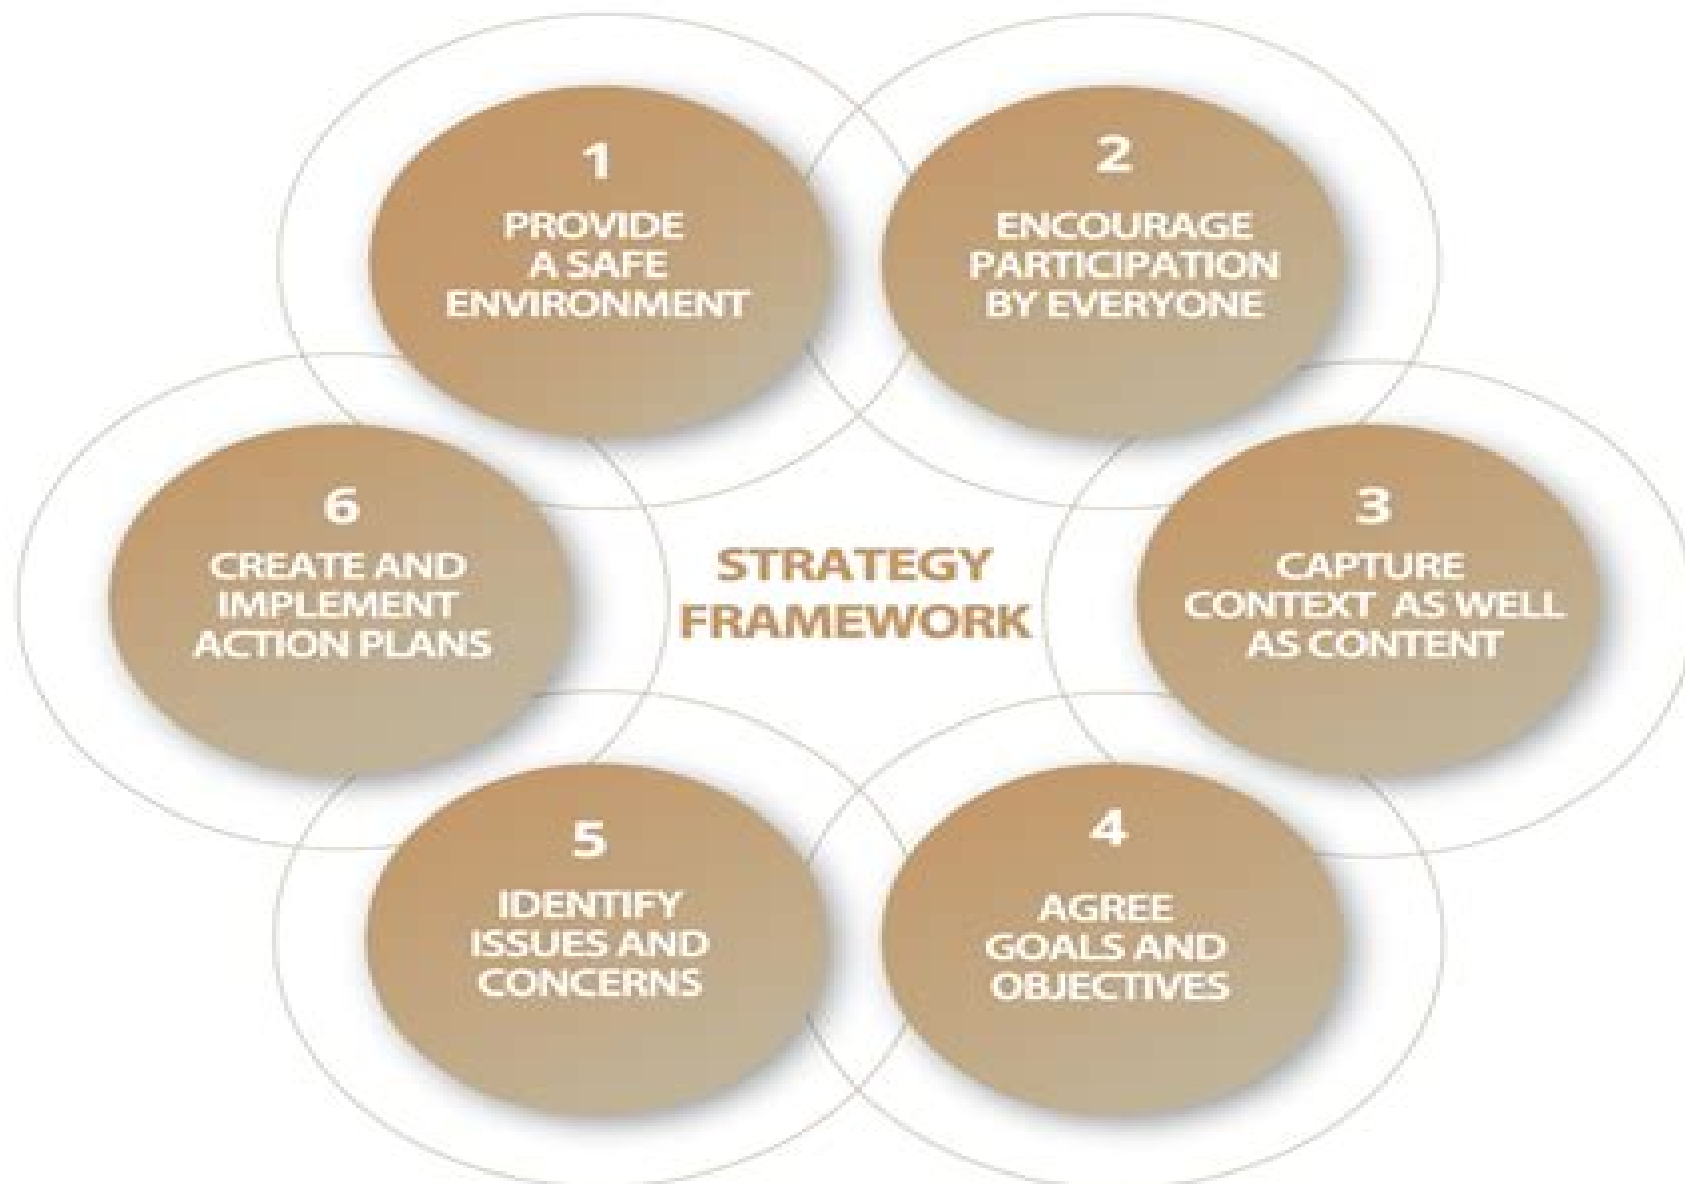 1
PROVIDE
A SAFE
ENVIRONMENT
2
ENCOURAGE
PARTICIPATION
BY EVERYONE
3
CAPTURE
CONTEXT AS WELL
AS CONTENT
4
AGREE
GOALS AND
OBJECTIVES
5
IDENTIFY
ISSUES AND
CONCERNS
6
CREATE AND
IMPLEMENT
ACTION PLANS
STRATEGY
FRAMEWORK